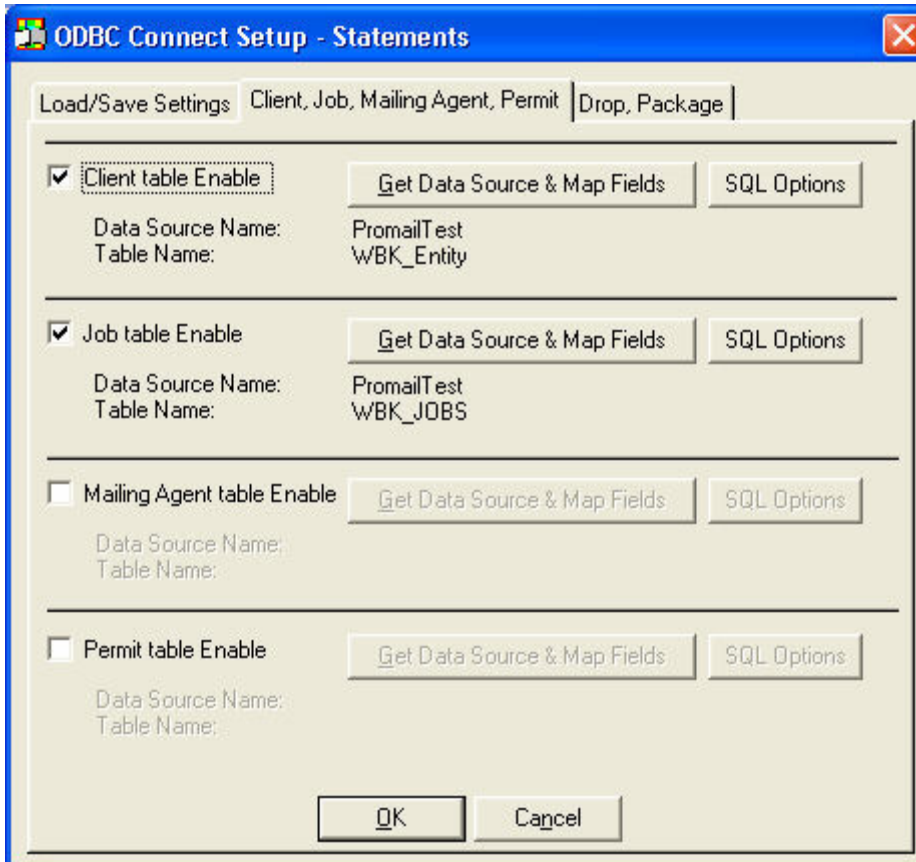 ODBC Connect Setup - Statements
Load/Save Settings Client, Job, Mailing Agent, Permit Drop, Package
Client table Enable Get Data Source & Map Fields SQL Options
Data Source Name: PromailTest
Table Name: WBK_Entity
Job table Enable Get Data Source & Map Fields SQL Options
Data Source Name: PromailTest
Table Name: WBK_JOBS
Mailing Agent table Enable Get Data Source & Map Fields SQL Options
Data Source Name:
Table Name:
Permit table Enable Get Data Source & Map Fields SQL Options
Data Source Name:
Table Name:
OK Cancel